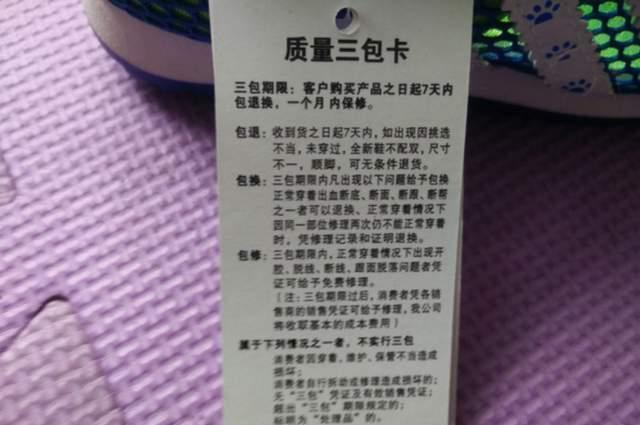 质量三包卡
三包期限：客户购买产品之日起7天内
包退换，一个月内保修。
包退：收到货之日起7天内，如出现因挑选
不当，未穿过，全新鞋不配双，尺寸
不一，顺脚，可无条件退货。
包换：三包期限内凡出现以下问题给予包换
正常穿着出血断底、断面、断跟、断帮
之一者可以退换、正常穿着情况下
因同一部位修理两次仍不能正常穿着
时，凭修理记录和证明退换。
包修：三包期限内，正常穿着情况下出现开
胶、脱线、断线、跟面脱落问题者凭
证可给予免费修理。
（注：三包期限过后，消费者凭各销
售商的销售凭证可给予修理，我公司
将收取基本的成本费用）
属于下列情况之一者，不实行三包
消费者因穿着，维护、保管不当造成
损坏；
消费者自行拆动或修理造成损坏的；
无“三包”凭证及有效销售凭证；
超出“三包”期限规定的；
标明为“处理品”的。